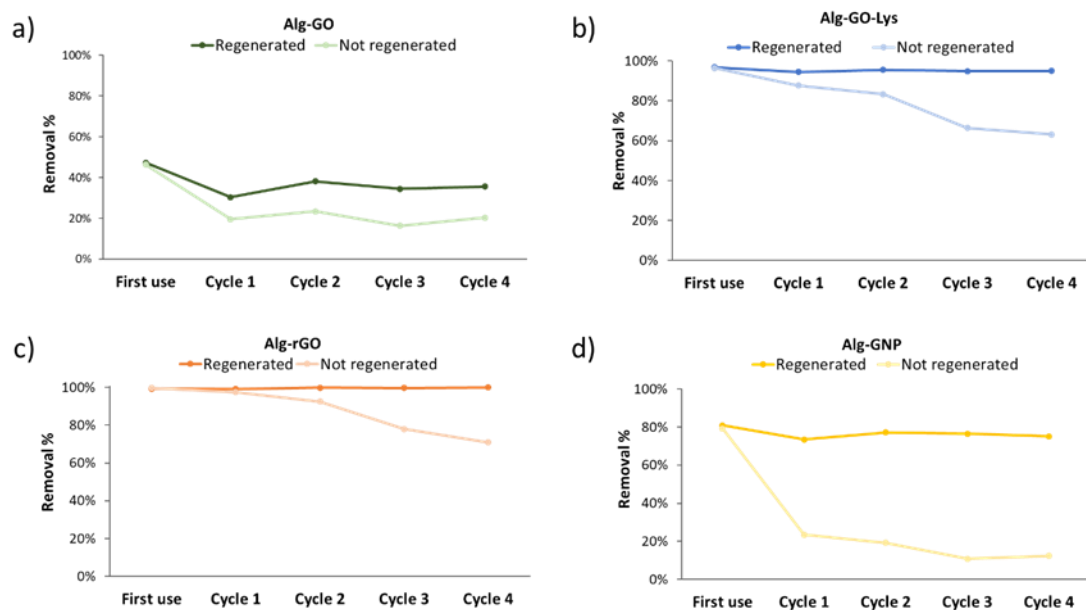 a)
Alg-GO
Regenerated Not regenerated
100%
80%
60%
40%
20%
0%
Removal %
First use Cycle 1 Cycle 2 Cycle 3 Cycle 4
b)
Alg-GO-Lys
Regenerated Not regenerated
100%
80%
60%
40%
20%
0%
Removal %
First use Cycle 1 Cycle 2 Cycle 3 Cycle 4
c)
Alg-rGO
Regenerated Not regenerated
100%
80%
60%
40%
20%
0%
Removal %
First use Cycle 1 Cycle 2 Cycle 3 Cycle 4
d)
Alg-GNP
Regenerated Not regenerated
100%
80%
60%
40%
20%
0%
Removal %
First use Cycle 1 Cycle 2 Cycle 3 Cycle 4